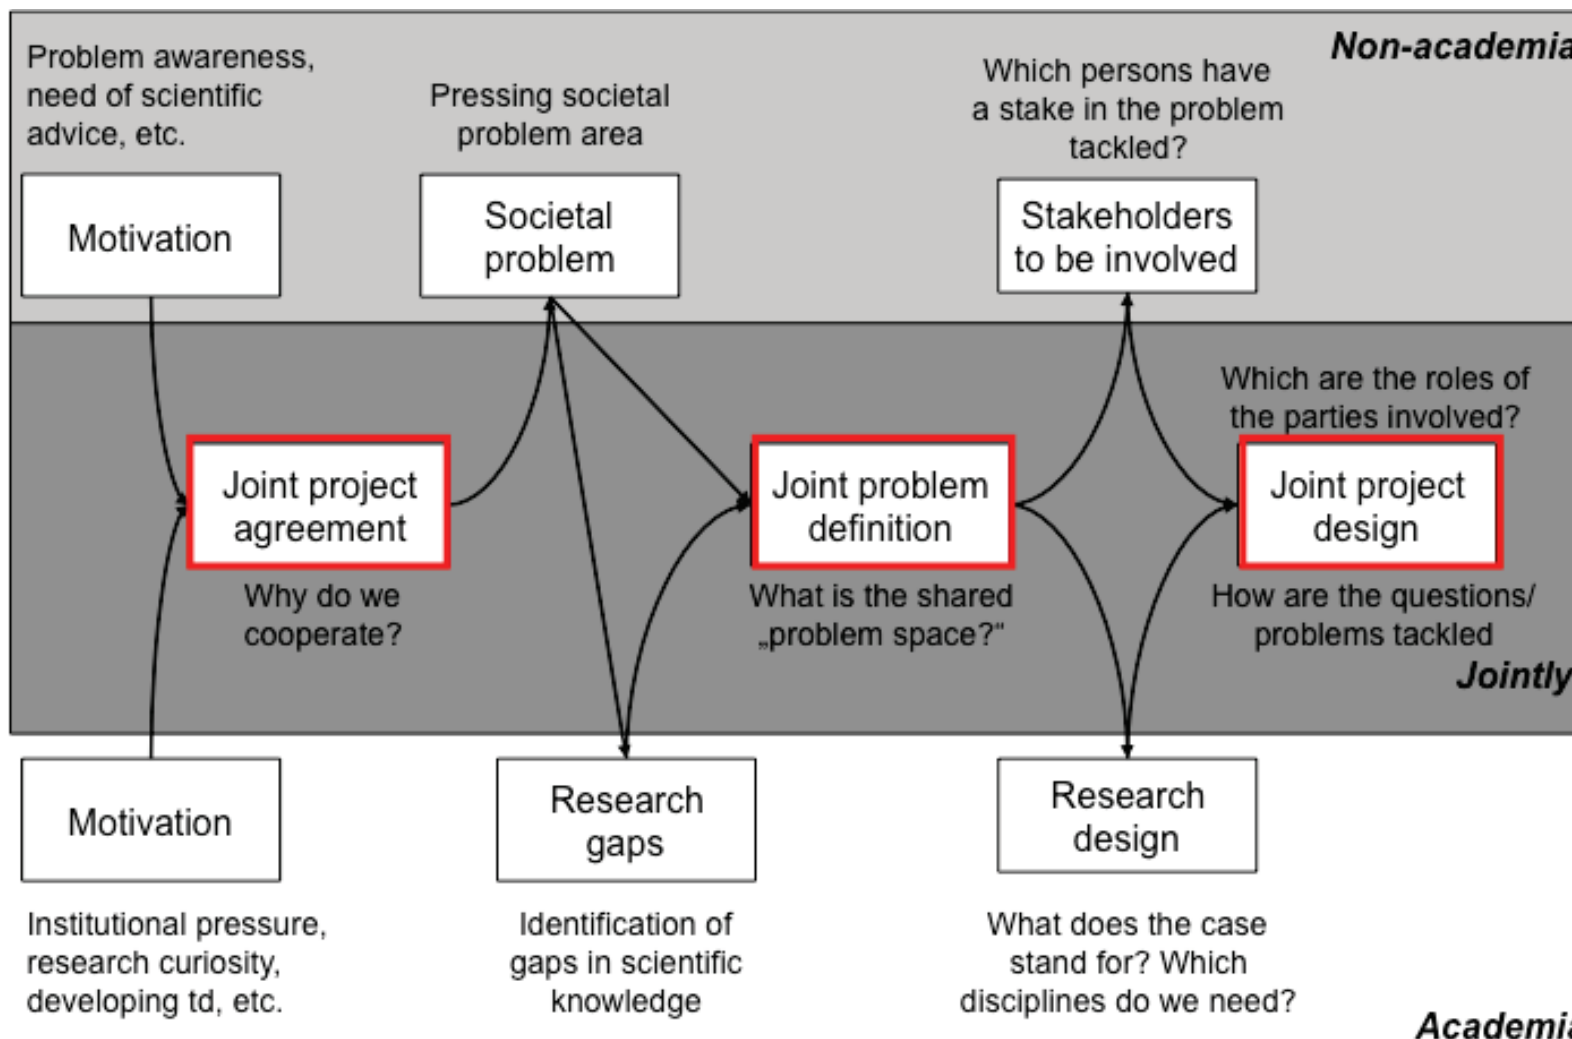 Non-academia
Problem awareness,
need of scientific
advice, etc.
Pressing societal
problem area
Which persons have
a stake in the problem
tackled?
Motivation
Societal
problem
Stakeholders
to be involved
Which are the roles of
the parties involved?
Joint project
agreement
Joint problem
definition
Joint project
design
Why do we
cooperate?
What is the shared
„problem space?“
How are the questions/
problems tackled
Jointly
Motivation
Research
gaps
Research
design
Institutional pressure,
research curiosity,
developing td, etc.
Identification of
gaps in scientific
knowledge
What does the case
stand for? Which
disciplines do we need?
Academia